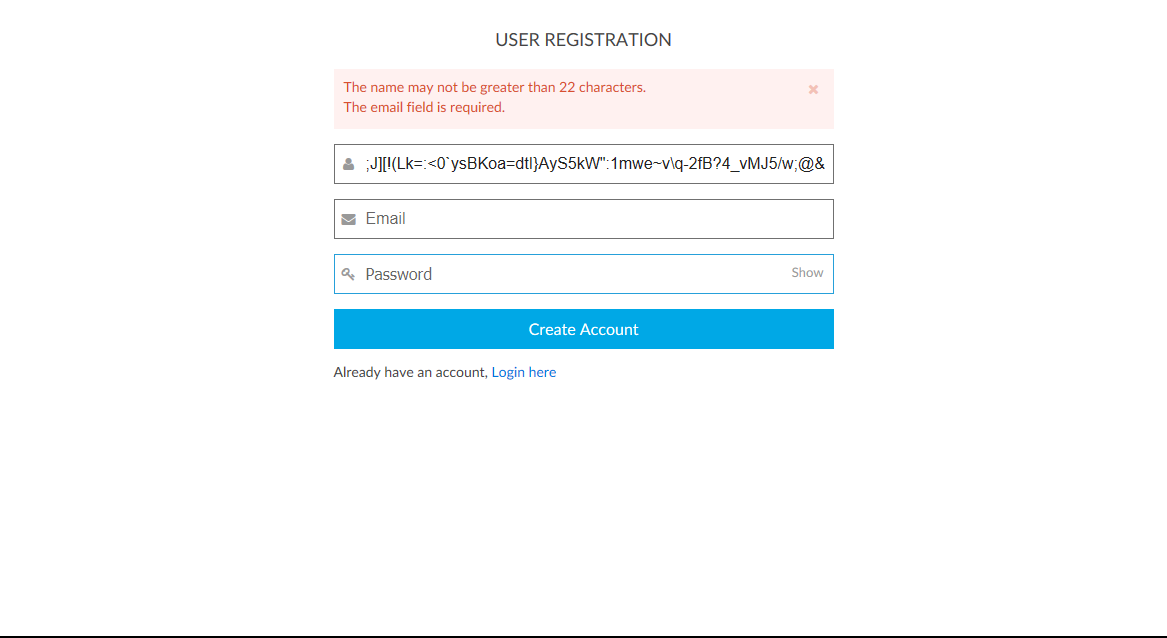 USER REGISTRATION
The name may not be greater than 22 characters.
The email field is required.
;J][!(Lk=:<0`ysBKoa=dtI}AyS5kW":1mwe~v\q-2fB?4_vMJ5/w;@&
Email
Password Show
Create Account
Already have an account, Login here